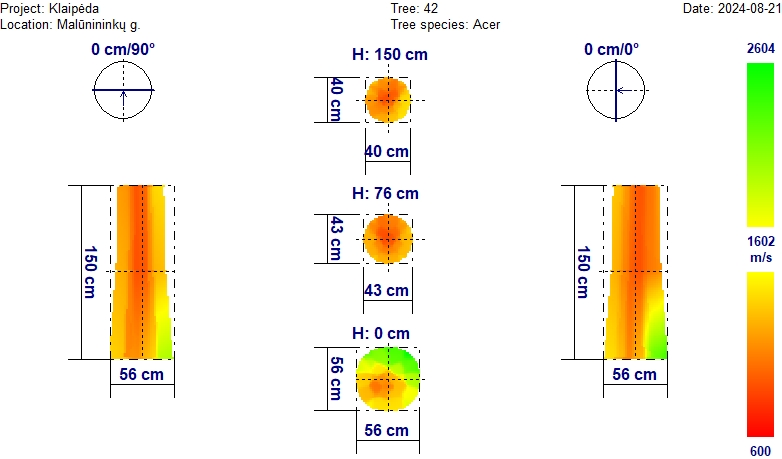 Project: Klaipėda
Tree: 42
Date: 2024-08-21
Location: Malūnininkų g.
Tree species: Acer
0 cm/90°
H: 150 cm
0 cm/0°
2604
40 cm
40 cm
H: 76 cm
43 cm
43 cm
150 cm
150 cm
1602
m/s
H: 0 cm
56 cm
56 cm
56 cm
56 cm
600